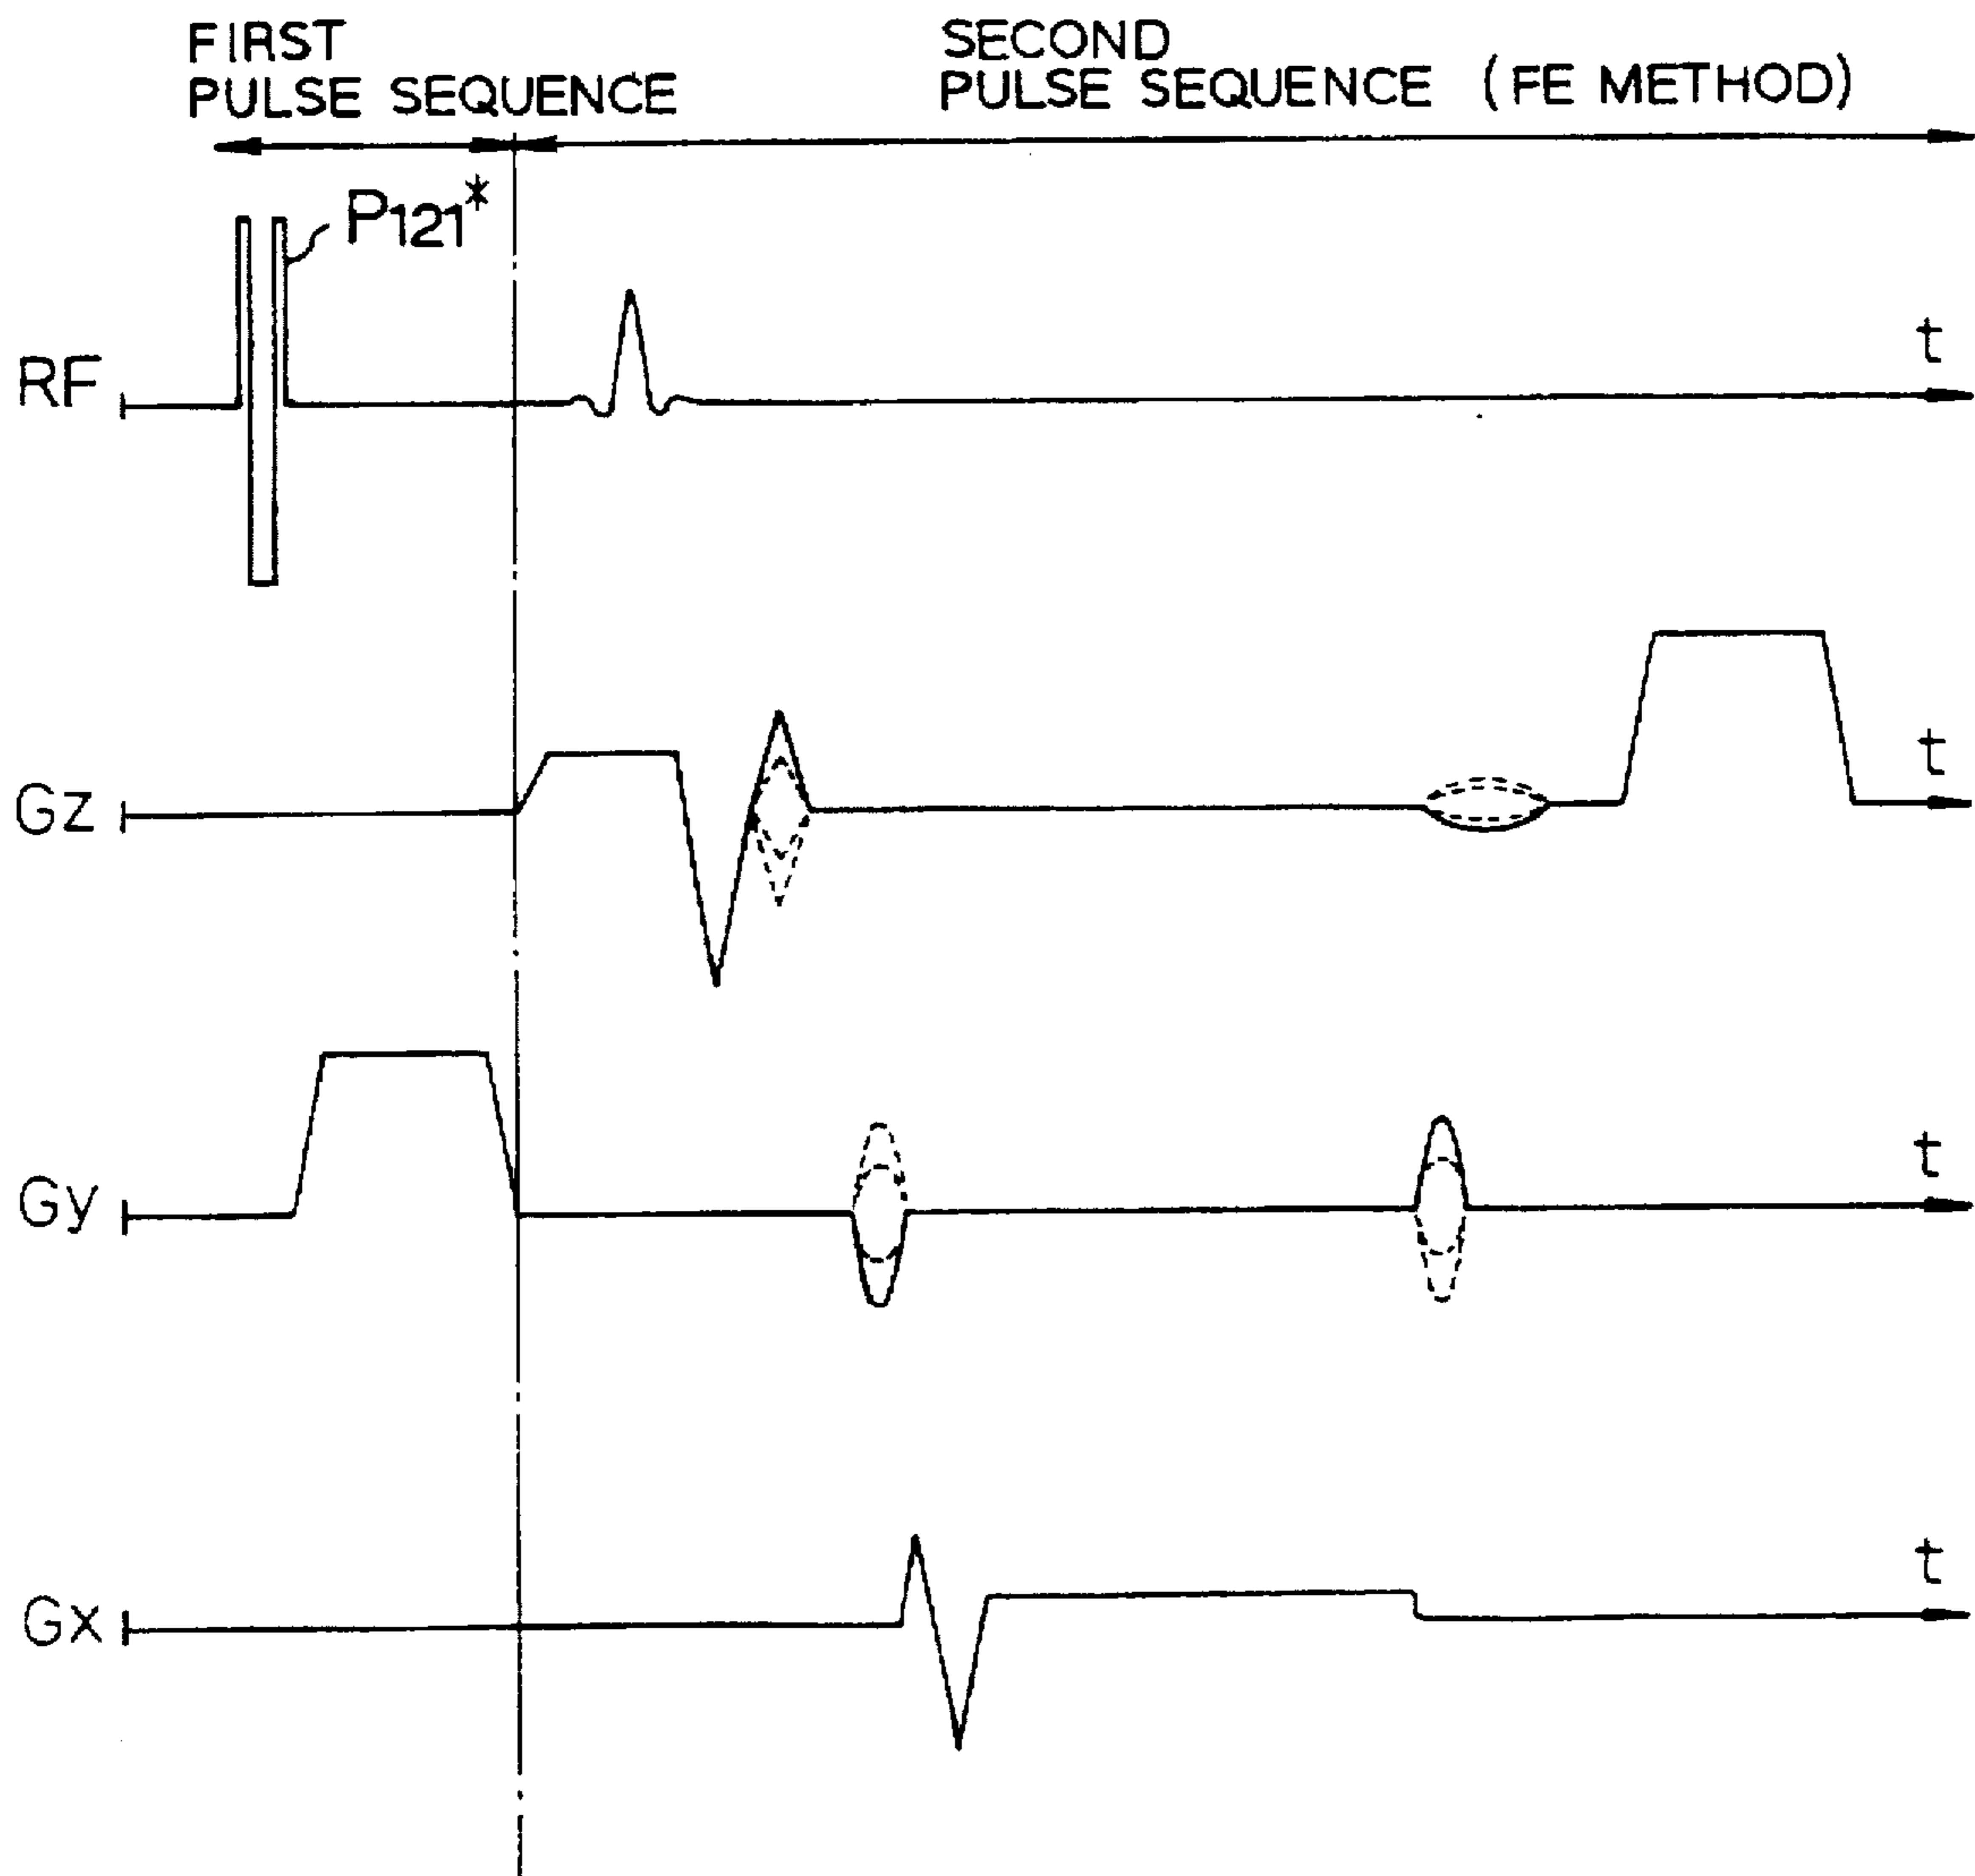 FIRST
PULSE SEQUENCE
SECOND
PULSE SEQUENCE (FE METHOD)
P121*
RF
t
Gz
t
Gy
t
Gx
t